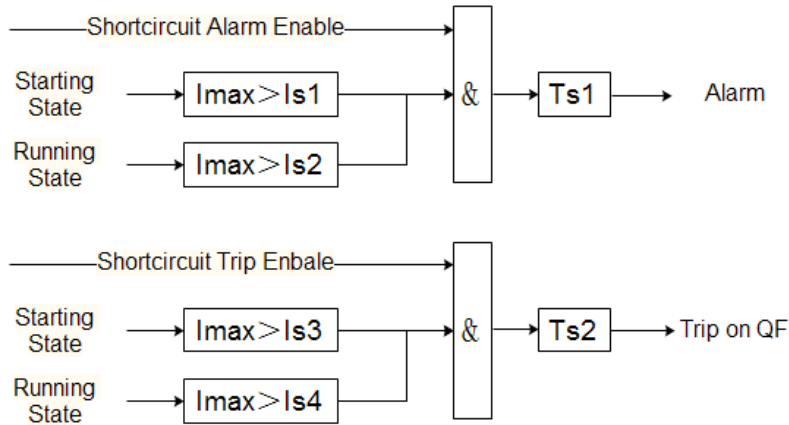 Shortcircuit Alarm Enable
Starting
State
Imax＞Is1
&
Ts1
Alarm
Running
State
Imax＞Is2
Shortcircuit Trip Enbale
Starting
State
Imax＞Is3
&
Ts2
Trip on QF
Running
State
Imax＞Is4